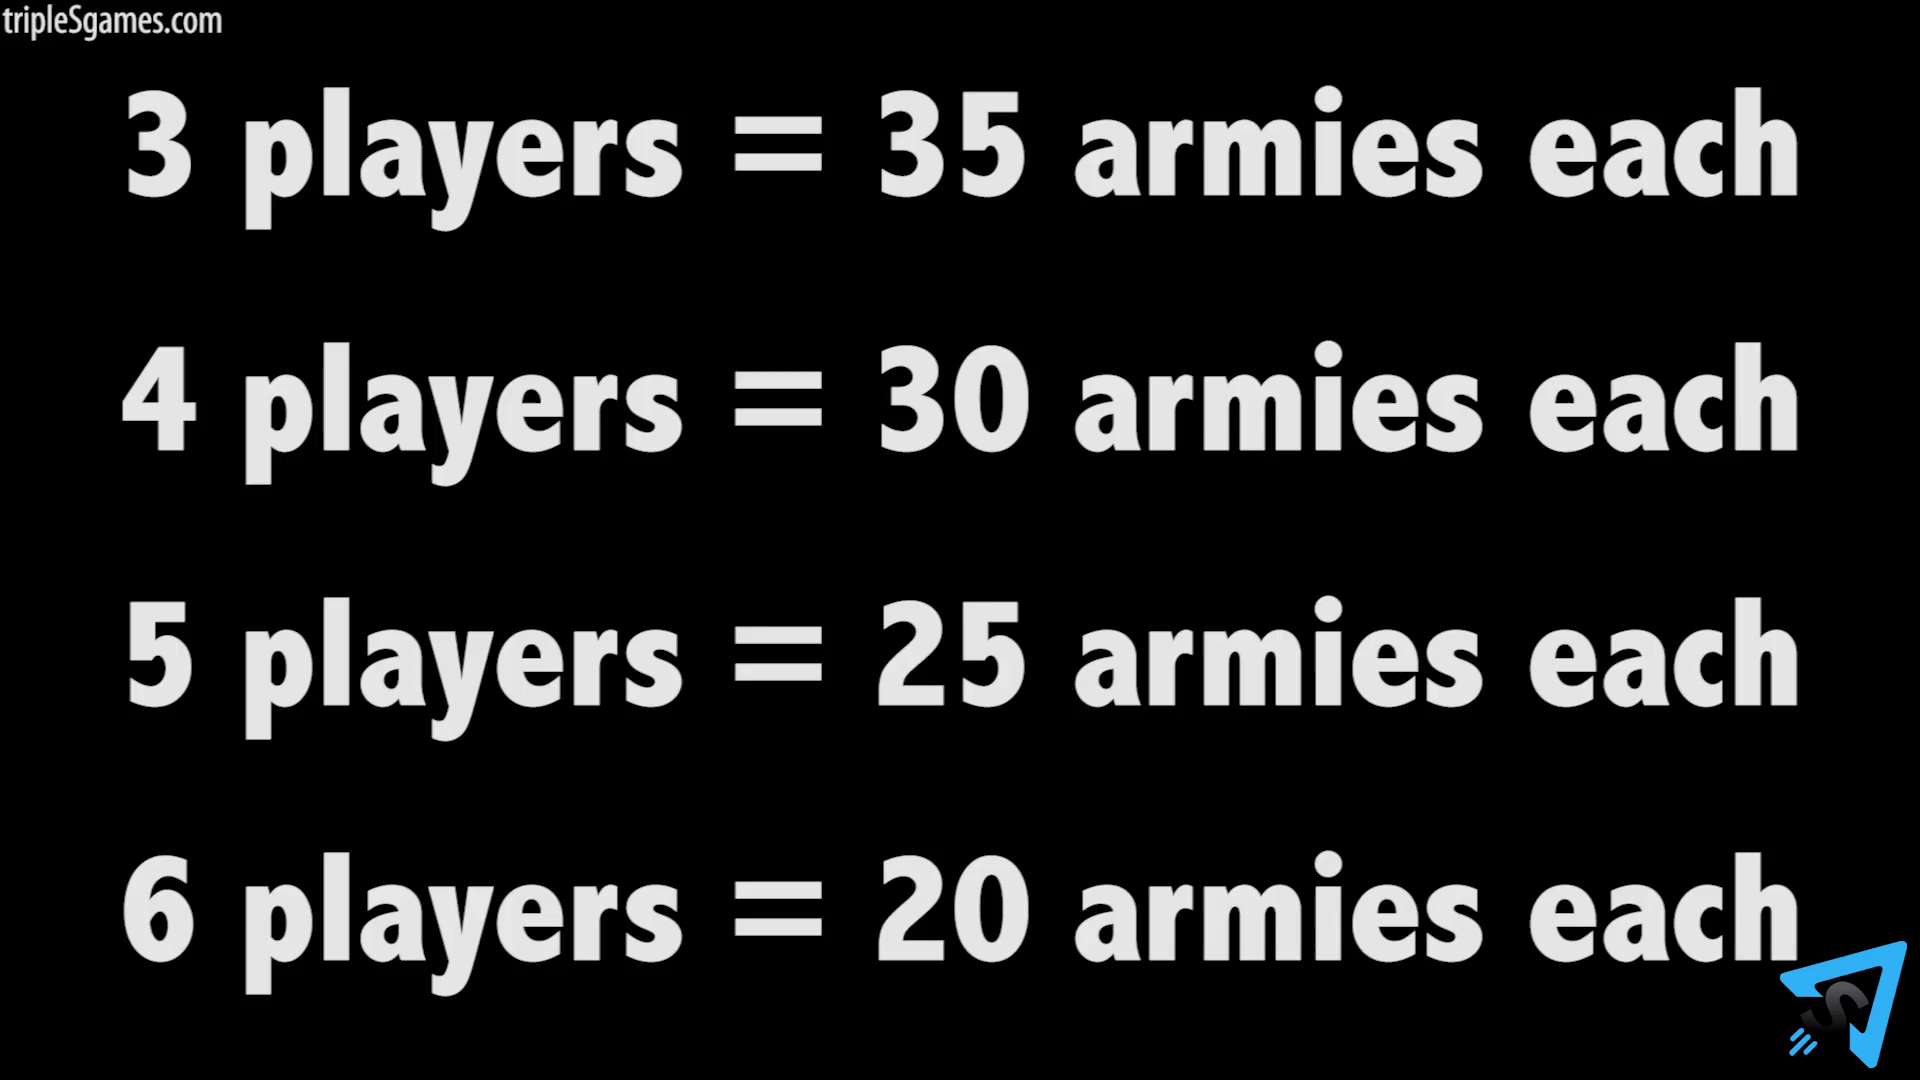 tripleSgames.com
3 players = 35 armies each
4 players = 30 armies each
5 players = 25 armies each
6 players = 20 armies each
S